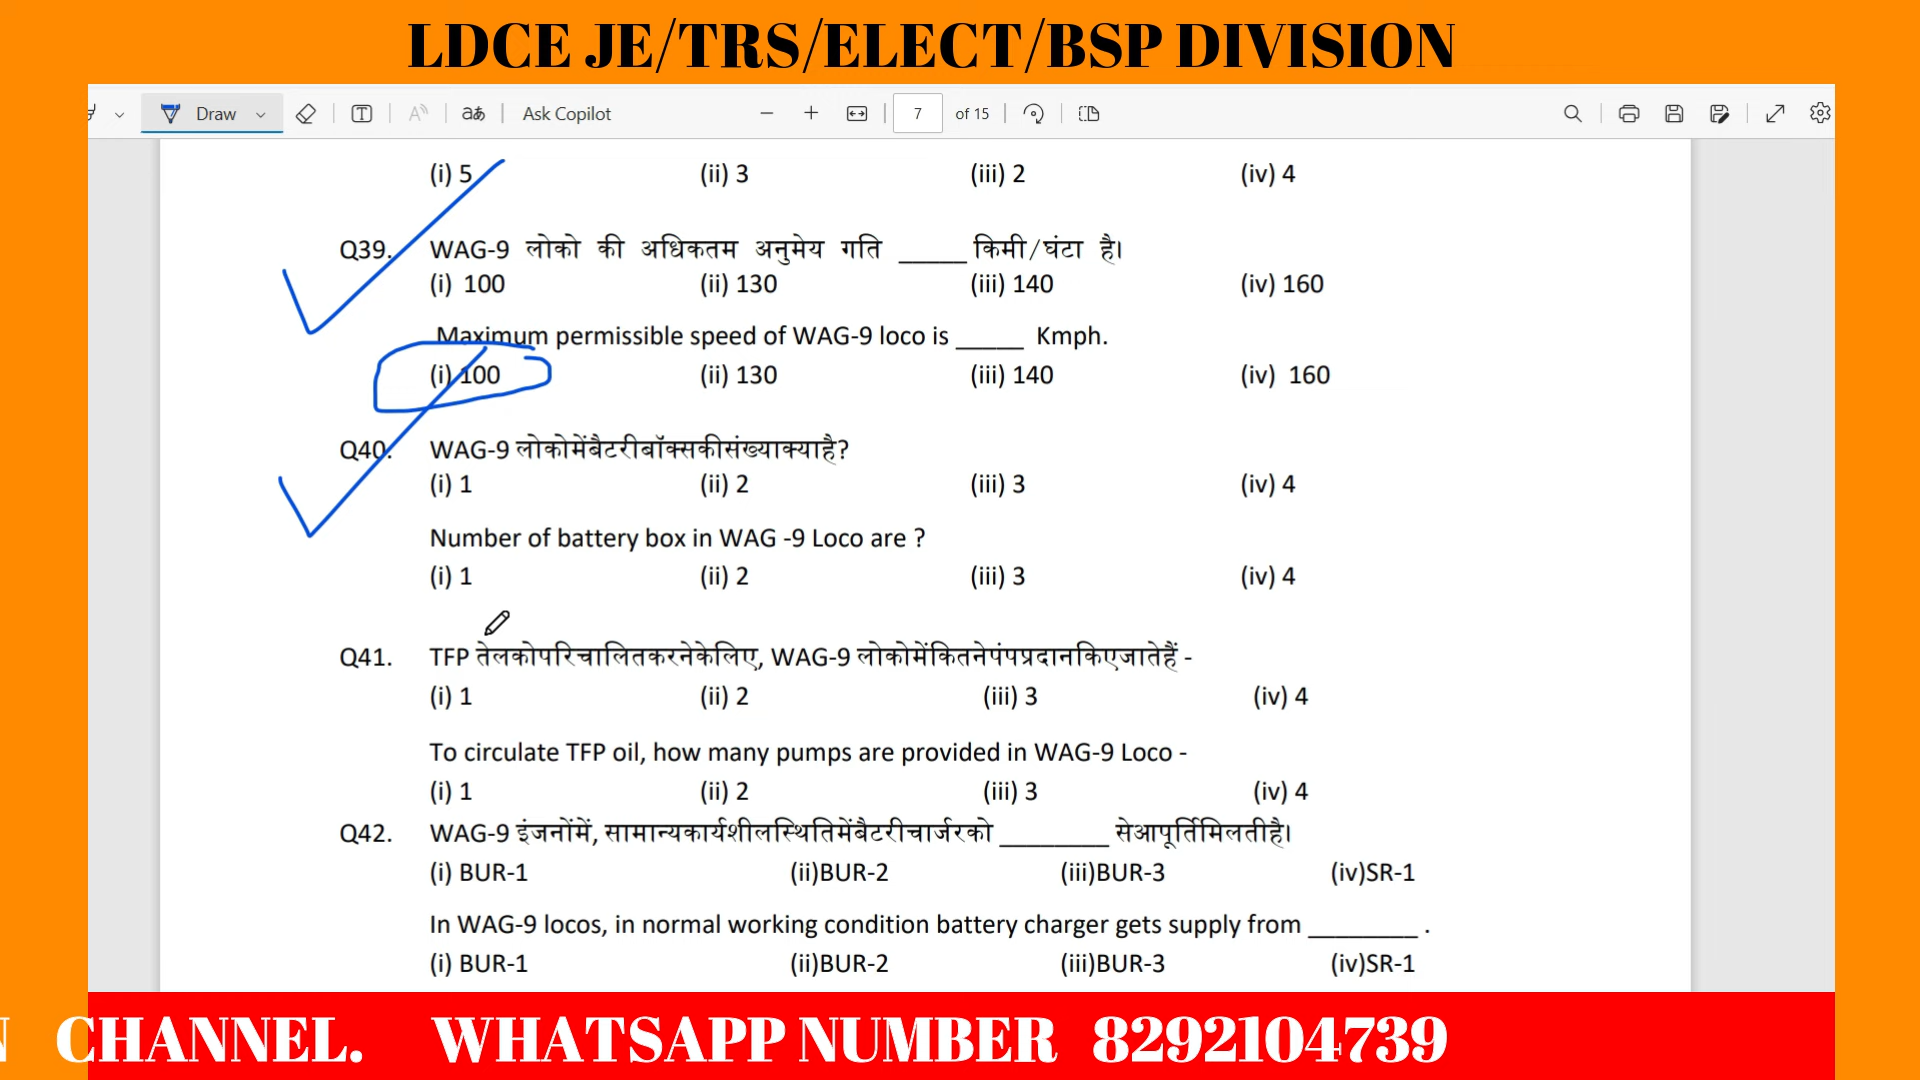 LDCE JE/TRS/ELECT/BSP DIVISION
Draw Ask Copilot 7 of 15
(i) 5 (ii) 3 (iii) 2 (iv) 4
Q39. WAG-9 लोको की अधिकतम अनुमेय गति _____ किमी/घंटा है।
(i) 100 (ii) 130 (iii) 140 (iv) 160
Maximum permissible speed of WAG-9 loco is _____ Kmph.
(i) 100 (ii) 130 (iii) 140 (iv) 160
Q40. WAG-9 लोकोमेंबैटरीबॉक्सकीसंख्याक्याहै?
(i) 1 (ii) 2 (iii) 3 (iv) 4
Number of battery box in WAG -9 Loco are ?
(i) 1 (ii) 2 (iii) 3 (iv) 4
Q41. TFP तेलकोपरिचालितकरनेकेलिए, WAG-9 लोकोमेंकितनेपंपप्रदानकिएजातेहैं -
(i) 1 (ii) 2 (iii) 3 (iv) 4
To circulate TFP oil, how many pumps are provided in WAG-9 Loco -
(i) 1 (ii) 2 (iii) 3 (iv) 4
Q42. WAG-9 इंजनोंमें, सामान्यकार्यशीलस्थितिमेंबैटरीचार्जरको ________ सेआपूर्तिमिलतीहै।
(i) BUR-1 (ii)BUR-2 (iii)BUR-3 (iv)SR-1
In WAG-9 locos, in normal working condition battery charger gets supply from ________ .
(i) BUR-1 (ii)BUR-2 (iii)BUR-3 (iv)SR-1
N CHANNEL. WHATSAPP NUMBER 8292104739